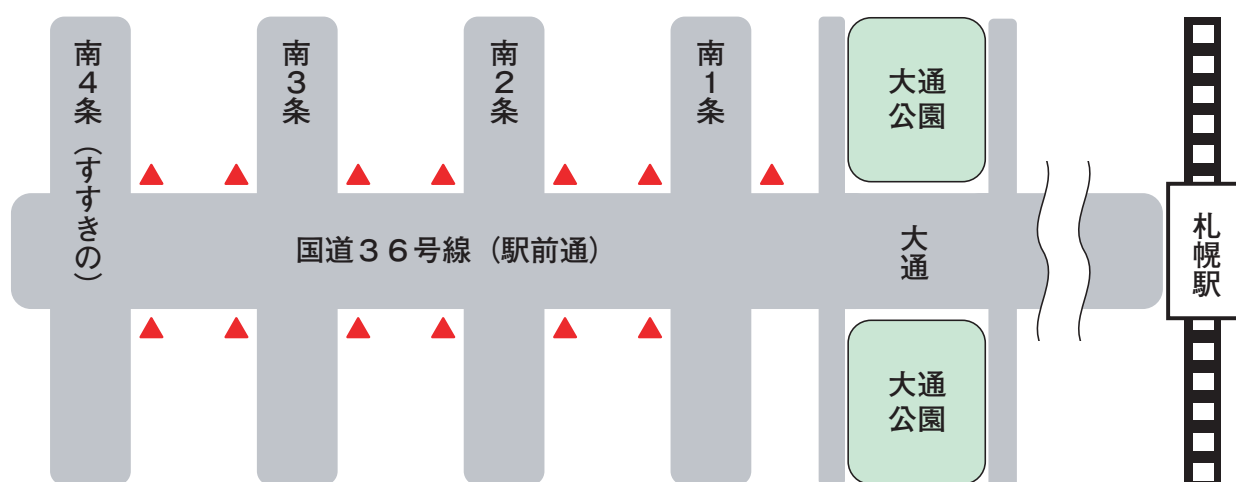 南4条（すすきの）
南3条
南2条
南1条
大通
公園
国道３６号線（駅前通）
大通
札幌駅
大通
公園